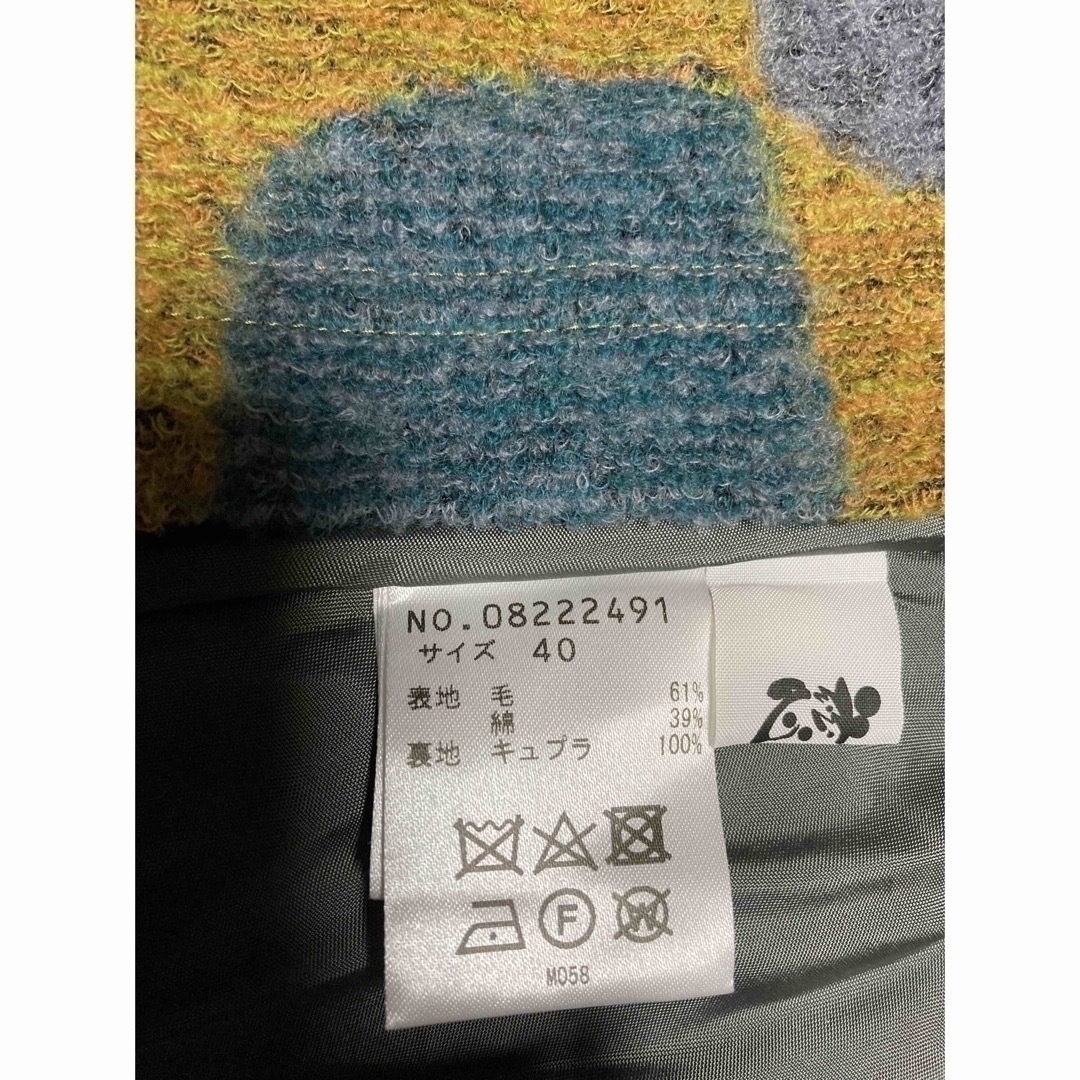 NO.08222491
サイズ 40
表地 毛 61%
綿 39%
裏地 キュプラ 100%
F
W
M058